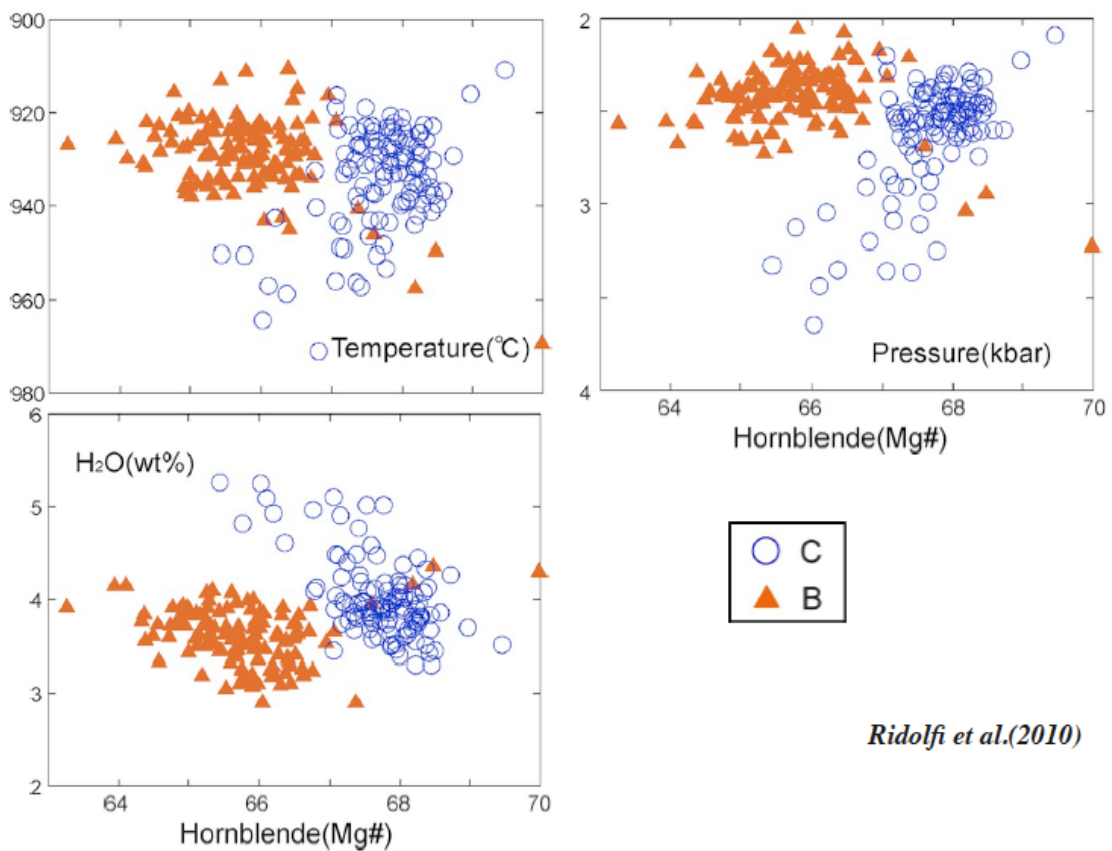 900
920
940
960
980
Temperature(℃)
2
3
4
Pressure(kbar)
64
66
68
70
Hornblende(Mg#)
6
5
4
3
2
H₂O(wt%)
64
66
68
70
Hornblende(Mg#)
C
B
Ridolfi et al.(2010)